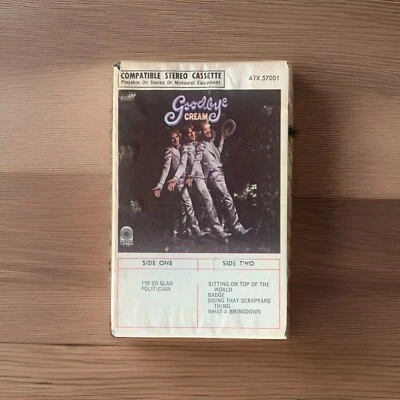 COMPATIBLE STEREO CASSETTE
Playable On Stereo Or Monaural Equipment
ATX 57001
Goodbye
CREAM
SIDE ONE
I'M SO GLAD
POLITICIAN
SIDE TWO
SITTING ON TOP OF THE
WORLD
BADGE
DOING THAT SCRAPYARD
THING
WHAT A BRINGDOWN